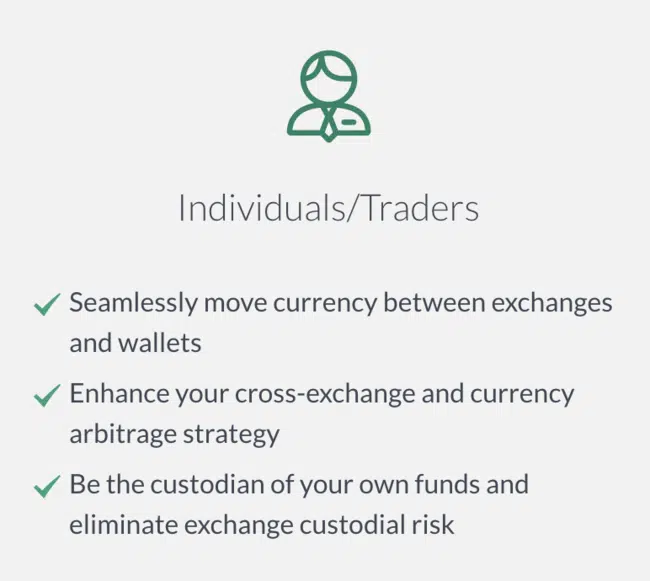 Individuals/Traders
Seamlessly move currency between exchanges
and wallets
Enhance your cross-exchange and currency
arbitrage strategy
Be the custodian of your own funds and
eliminate exchange custodial risk